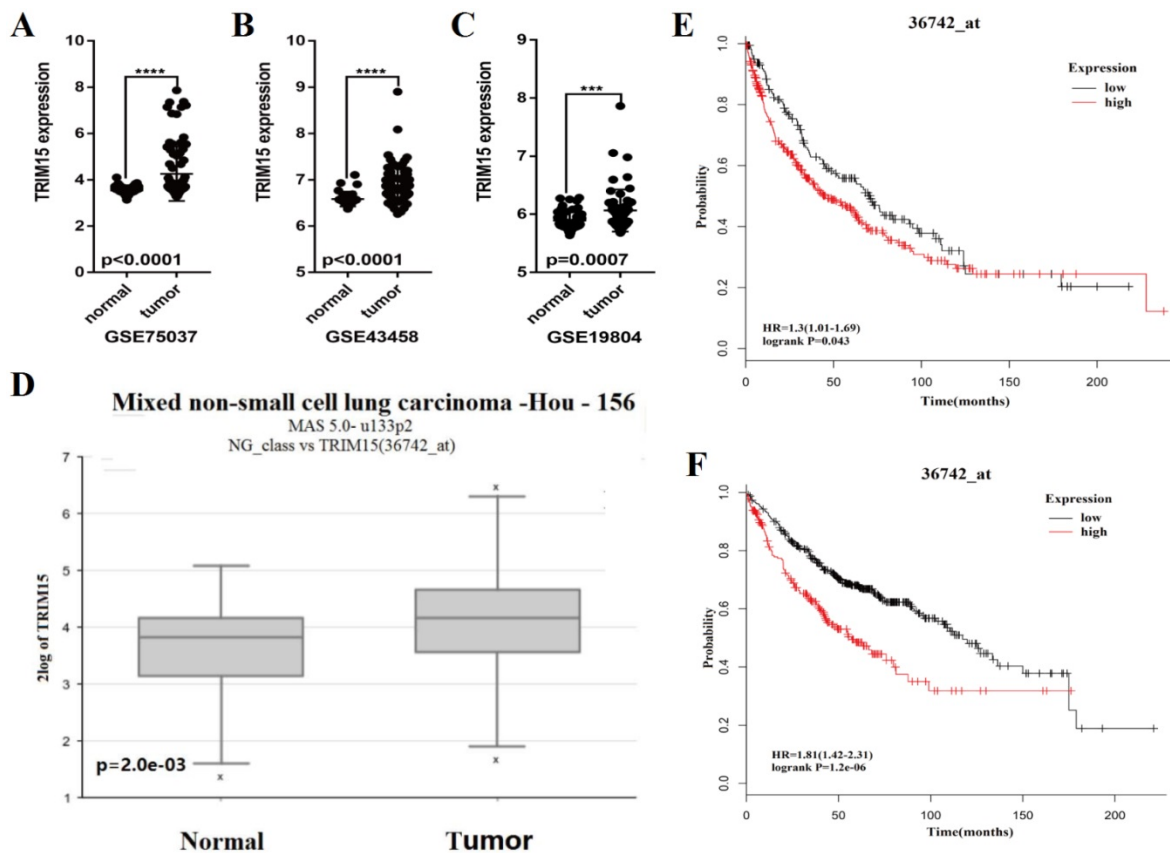 A
TRIM15 expression
10
8
6
4
2
0
****
p<0.0001
normal
tumor
GSE75037
B
TRIM15 expression
10
9
8
7
6
5
****
p<0.0001
normal
tumor
GSE43458
C
TRIM15 expression
9
8
7
6
5
***
p=0.0007
normal
tumor
GSE19804
D
Mixed non-small cell lung carcinoma -Hou - 156
MAS 5.0- u133p2
NG_class vs TRIM15(36742_at)
2log of TRIM15
7
6
5
4
3
2
1
x
x
x
p=2.0e-03
Normal
Tumor
E
36742_at
Expression
low
high
Probability
1.0
0.8
0.6
0.4
0.2
0.0
HR=1.3(1.01-1.69)
logrank P=0.043
0
50
100
150
200
Time(months)
F
36742_at
Expression
low
high
Probability
1.0
0.8
0.6
0.4
0.2
0.0
HR=1.81(1.42-2.31)
logrank P=1.2e-06
0
50
100
150
200
Time(months)